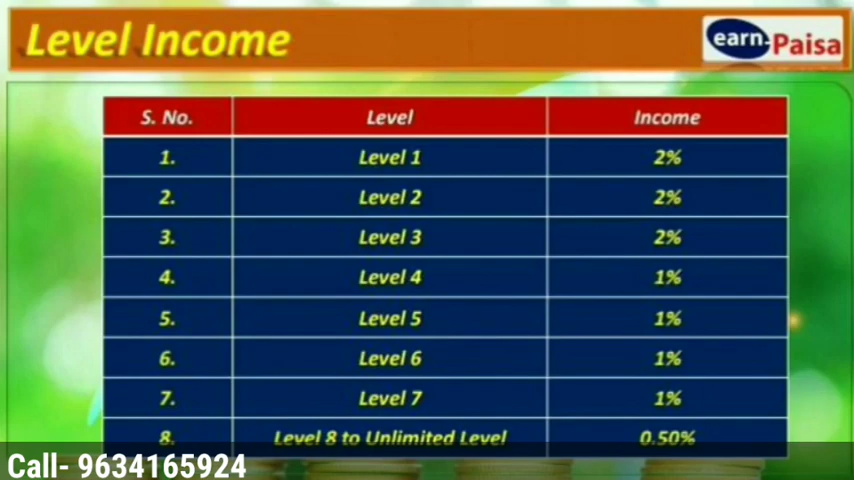 Level Income
earn-Paisa
S. No. Level Income
1. Level 1 2%
2. Level 2 2%
3. Level 3 2%
4. Level 4 1%
5. Level 5 1%
6. Level 6 1%
7. Level 7 1%
8. Level 8 to Unlimited Level 0.50%
Call- 9634165924